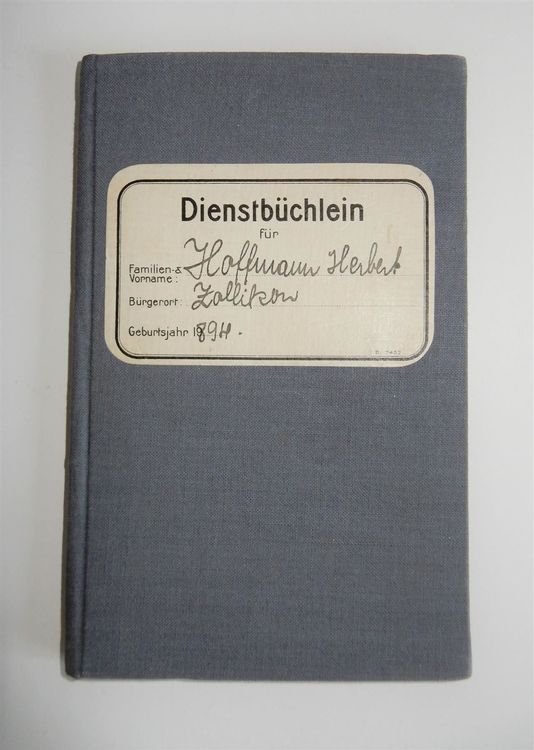 Dienstbüchlein
für
Familien- & Vorname: Hoffmann Herbert
Bürgerort: Zollikon
Geburtsjahr 1894.